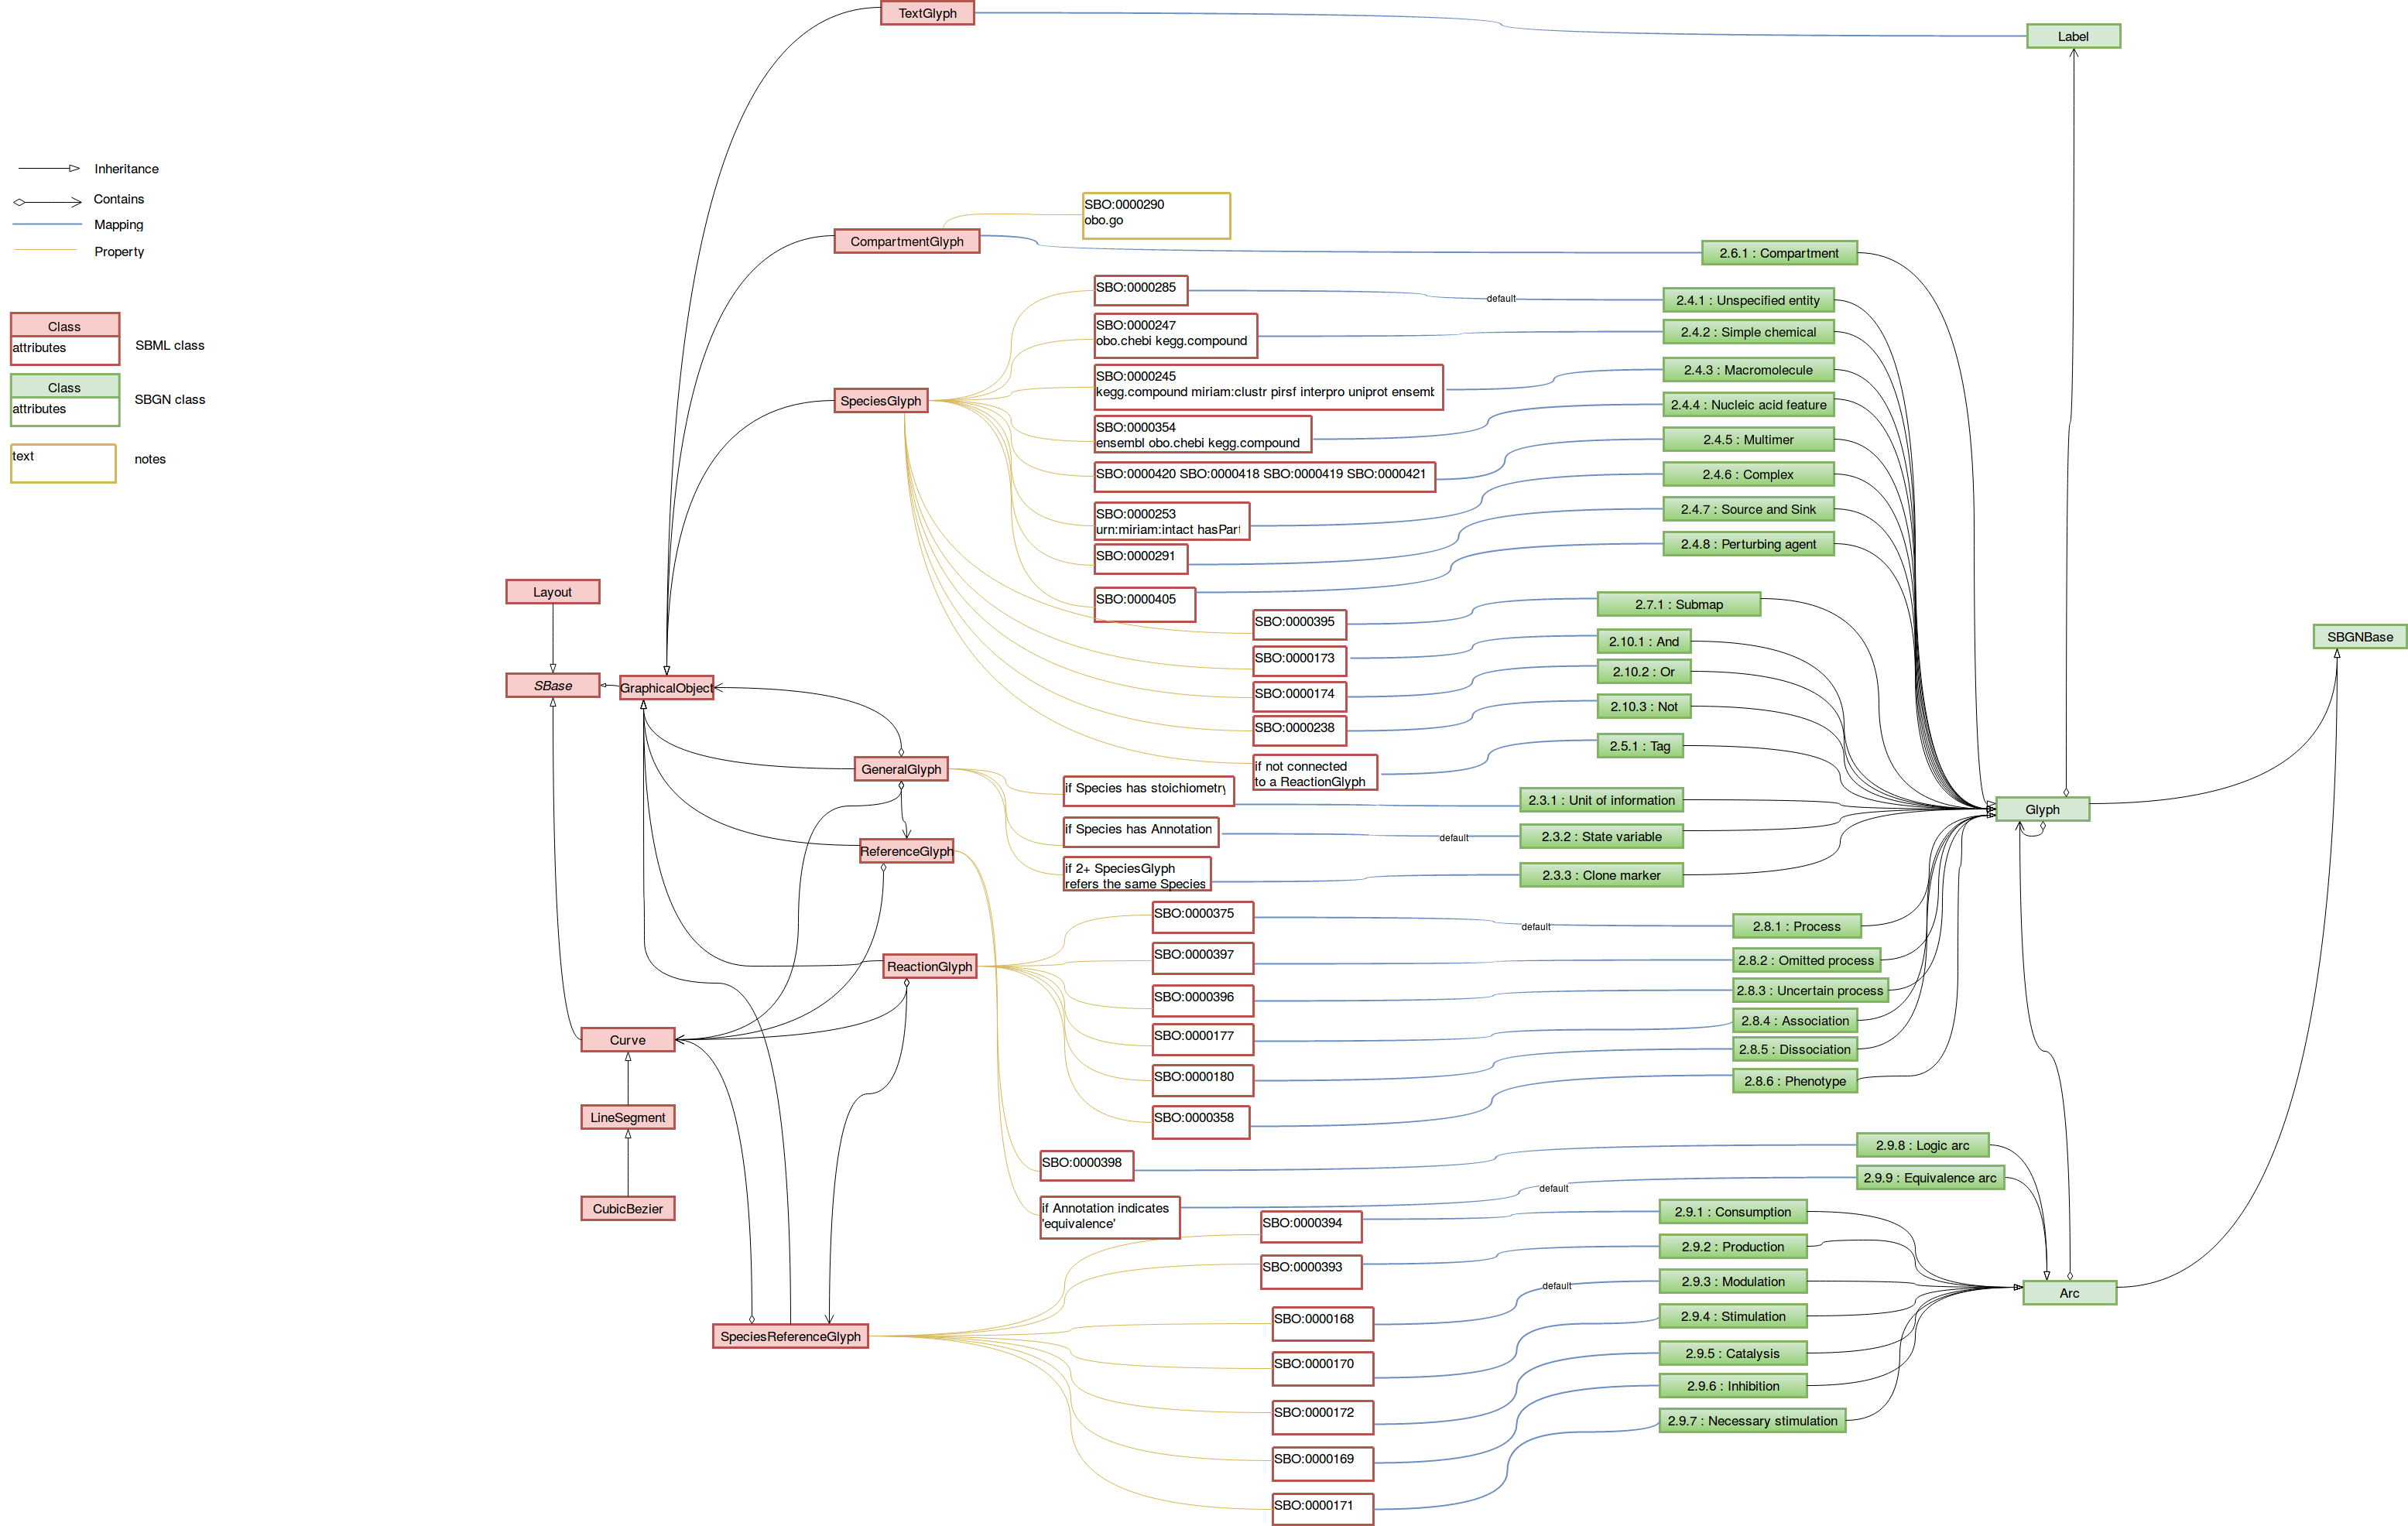 TextGlyph
Label
Inheritance
Contains
Mapping
Property
Class
attributes
SBML class
Class
attributes
SBGN class
text
notes
SBO:0000290
obo.go
CompartmentGlyph
2.6.1 : Compartment
SBO:0000285
default
2.4.1 : Unspecified entity
SBO:0000247
obo.chebi kegg.compound
2.4.2 : Simple chemical
SBO:0000245
kegg.compound miriam:clustr pirsf interpro uniprot ensemb
2.4.3 : Macromolecule
SpeciesGlyph
SBO:0000354
ensembl obo.chebi kegg.compound
2.4.4 : Nucleic acid feature
SBO:0000420 SBO:0000418 SBO:0000419 SBO:0000421
2.4.5 : Multimer
SBO:0000253
urn:miriam:intact hasPart
2.4.6 : Complex
SBO:0000291
2.4.7 : Source and Sink
SBO:0000405
2.4.8 : Perturbing agent
SBO:0000395
2.7.1 : Submap
SBO:0000173
2.10.1 : And
SBO:0000174
2.10.2 : Or
SBO:0000238
2.10.3 : Not
if not connected
to a ReactionGlyph
2.5.1 : Tag
Layout
SBase
GraphicalObject
SBGNBase
GeneralGlyph
if Species has stoichiometry
2.3.1 : Unit of information
Glyph
if Species has Annotation
default
2.3.2 : State variable
ReferenceGlyph
if 2+ SpeciesGlyph
refers the same Species
2.3.3 : Clone marker
SBO:0000375
default
2.8.1 : Process
SBO:0000397
2.8.2 : Omitted process
ReactionGlyph
SBO:0000396
2.8.3 : Uncertain process
SBO:0000177
2.8.4 : Association
SBO:0000180
2.8.5 : Dissociation
SBO:0000358
2.8.6 : Phenotype
Curve
LineSegment
CubicBezier
SBO:0000398
2.9.8 : Logic arc
if Annotation indicates
'equivalence'
default
2.9.9 : Equivalence arc
SBO:0000394
2.9.1 : Consumption
SBO:0000393
2.9.2 : Production
SBO:0000168
default
2.9.3 : Modulation
Arc
SpeciesReferenceGlyph
SBO:0000170
2.9.4 : Stimulation
SBO:0000172
2.9.5 : Catalysis
SBO:0000169
2.9.6 : Inhibition
SBO:0000171
2.9.7 : Necessary stimulation